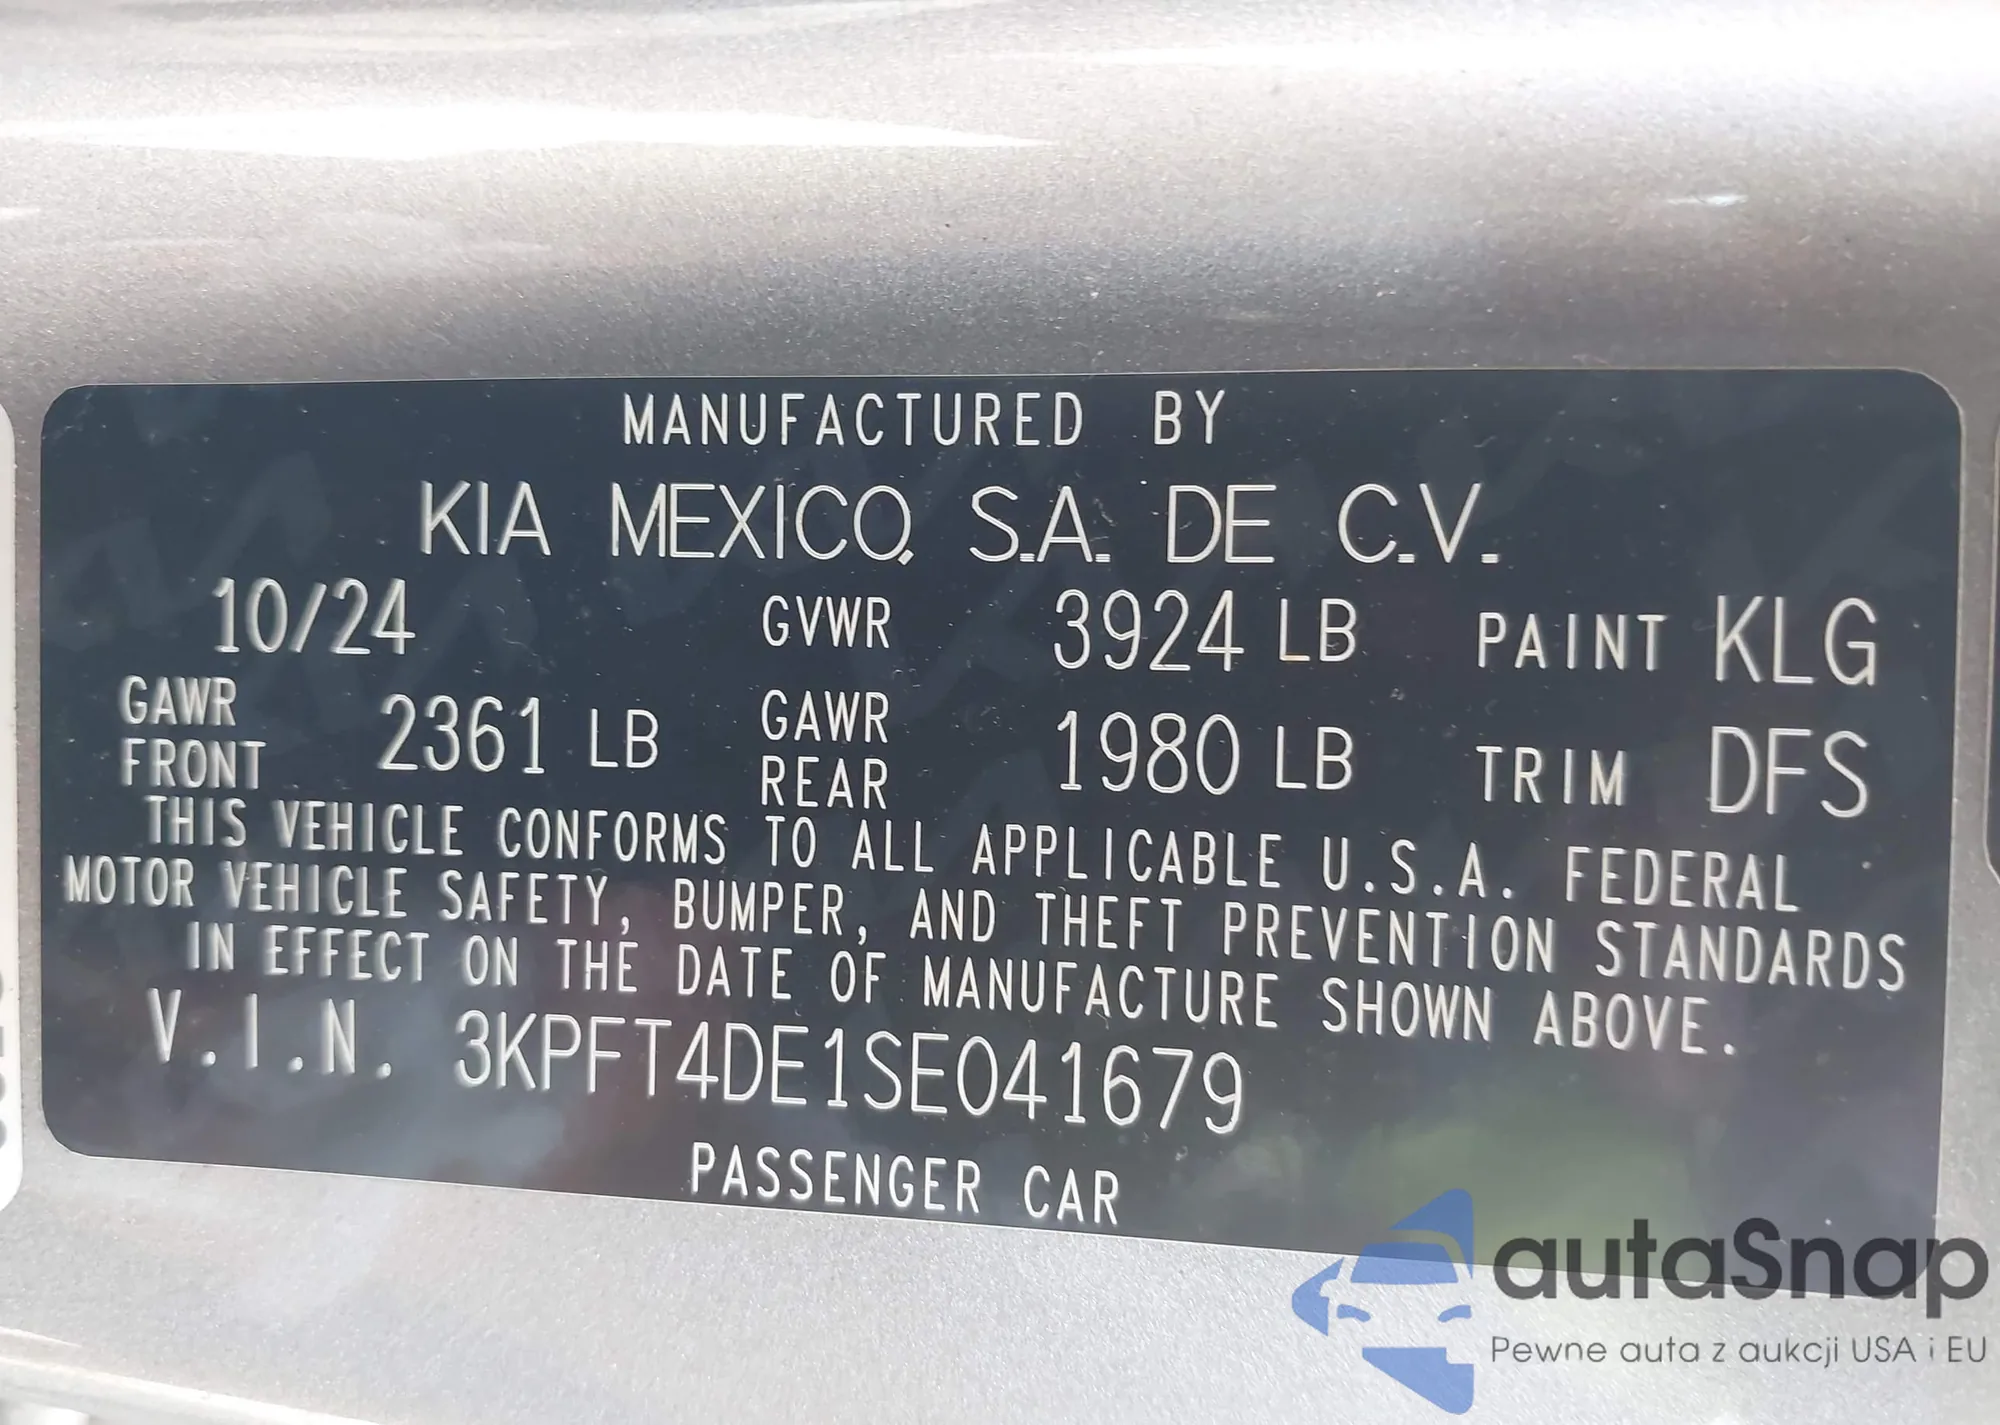 MANUFACTURED BY
KIA MEXICO, S.A. DE C.V.
10/24 GVWR 3924 LB PAINT KLG
GAWR FRONT 2361 LB GAWR REAR 1980 LB TRIM DFS
THIS VEHICLE CONFORMS TO ALL APPLICABLE U.S.A. FEDERAL
MOTOR VEHICLE SAFETY, BUMPER, AND THEFT PREVENTION STANDARDS
IN EFFECT ON THE DATE OF MANUFACTURE SHOWN ABOVE.
V.I.N. 3KPFT4DE1SE041679
PASSENGER CAR
autaSnap
Pewne auta z aukcji USA i EU